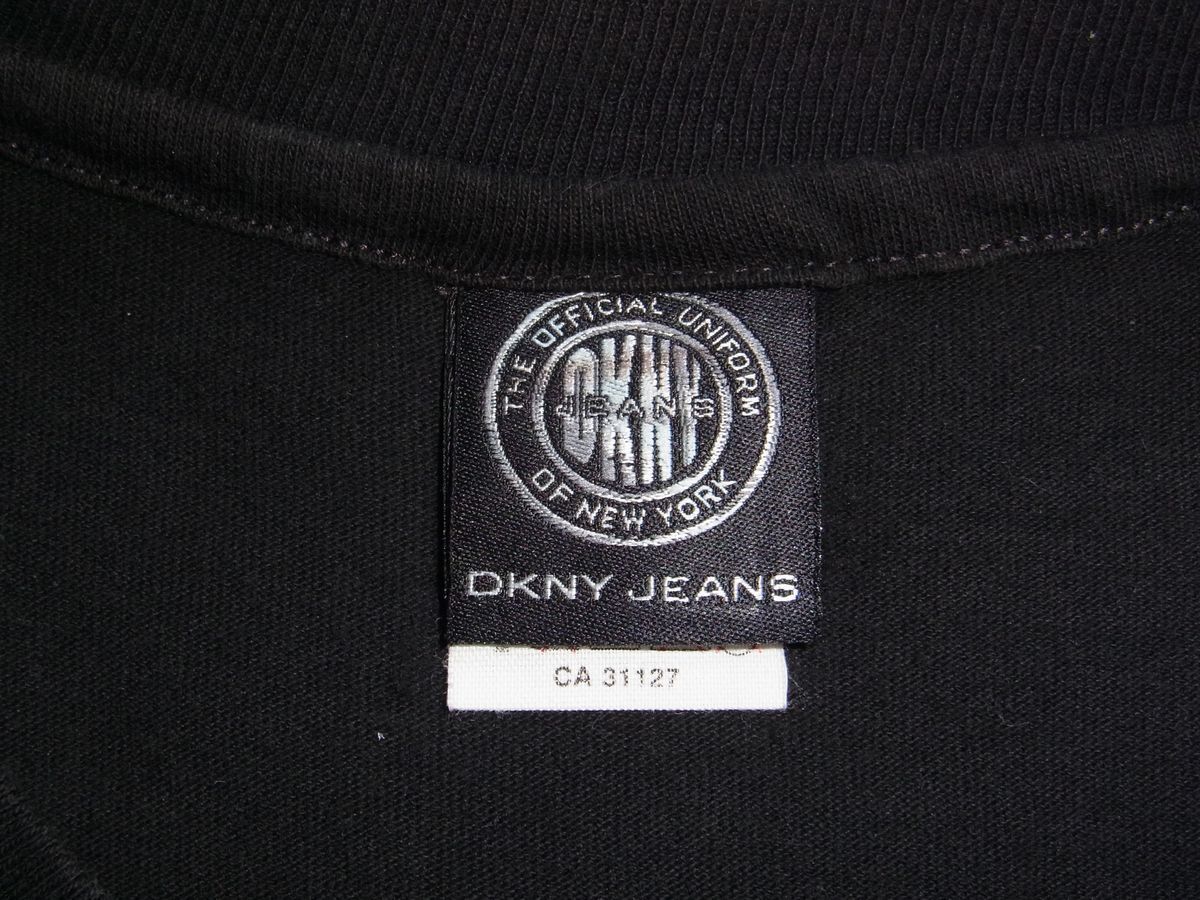 THE OFFICIAL UNIFORM
DKNY
JEANS
OF NEW YORK
DKNY JEANS
CA 31127